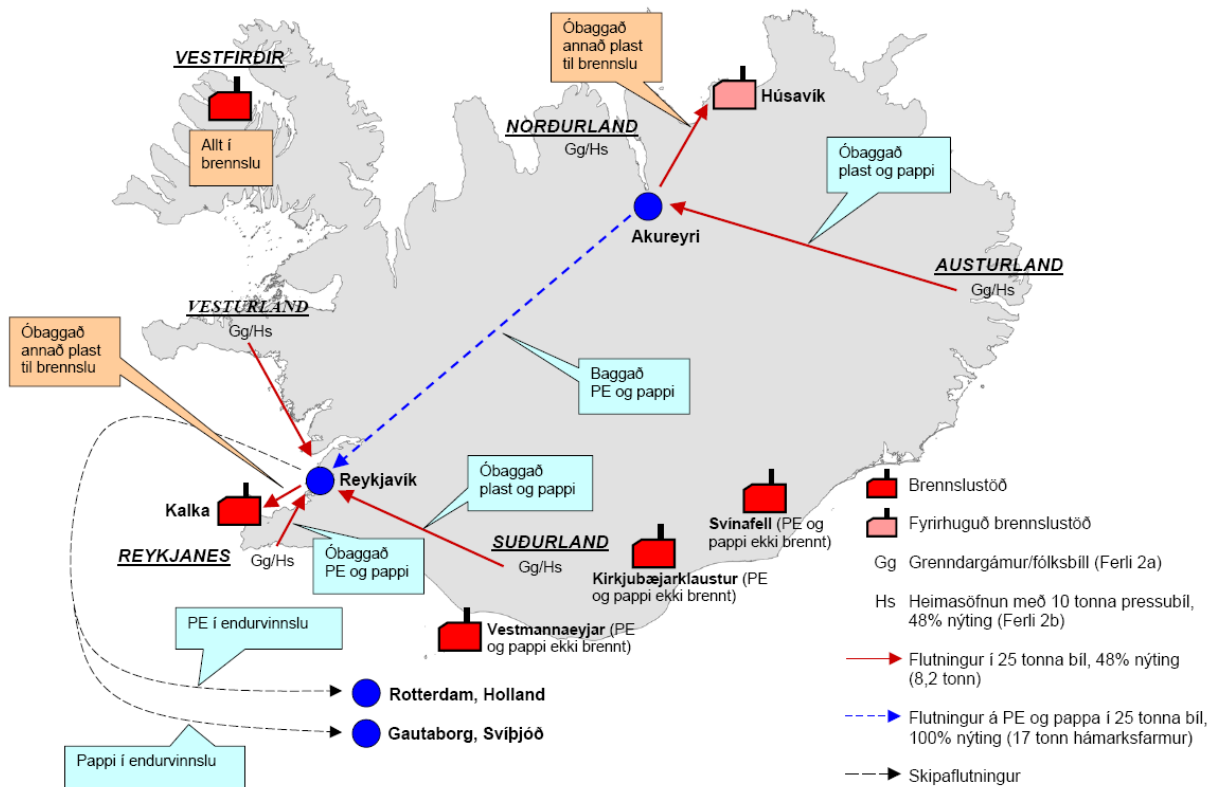 VESTFIRÐIR
Allt í
brennslu
Óbaggað
annað plast
til brennslu
Húsavík
NORÐURLAND
Gg/Hs
Óbaggað
plast og pappi
Akureyri
AUSTURLAND
Gg/Hs
VESTURLAND
Gg/Hs
Óbaggað
annað plast
til brennslu
Baggað
PE og pappi
Reykjavík
Kalka
Óbaggað
plast og pappi
REYKJANES
Gg/Hs
Óbaggað
PE og pappi
SUÐURLAND
Gg/Hs
Svinafell (PE og
pappi ekki brennt)
Kirkjubæjarklaustur (PE
og pappi ekki brennt)
Vestmannaeyjar (PE
og pappi ekki brennt)
PE í endurvinnslu
Rotterdam, Holland
Gautaborg, Svíþjóð
Pappi í endurvinnslu
Brennslustöð
Fyrirhuguð brennslustöð
Gg Grenndargámur/fólksbíll (Ferli 2a)
Hs Heimasöfnun með 10 tonna pressubíl,
48% nýting (Ferli 2b)
Flutningur í 25 tonna bíl, 48% nýting
(8,2 tonn)
Flutningur á PE og pappa í 25 tonna bíl,
100% nýting (17 tonn hámarksfarmur)
Skipaflutningur